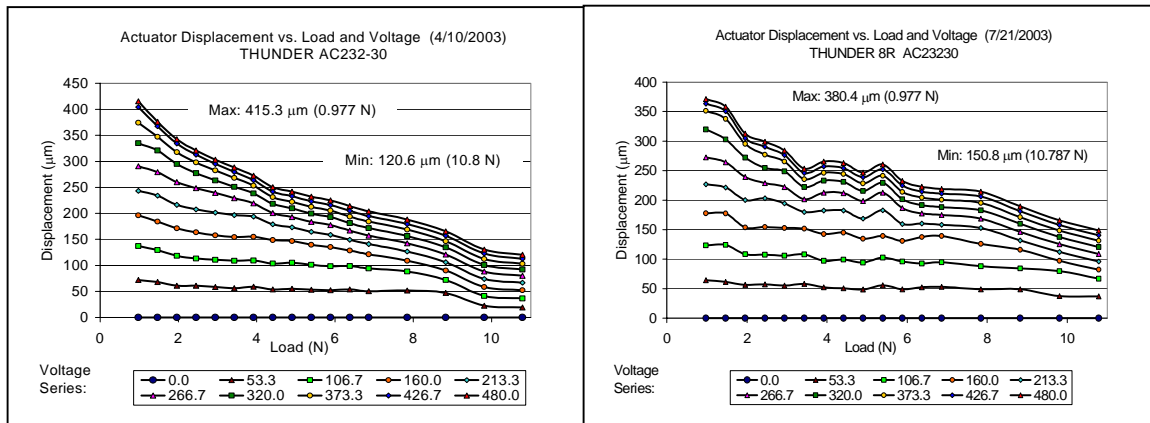 Actuator Displacement vs. Load and Voltage (4/10/2003)
THUNDER AC232-30
Max: 415.3 μm (0.977 N)
Min: 120.6 μm (10.8 N)
Displacement (μm)
450
400
350
300
250
200
150
100
50
0
0 2 4 6 8 10
Load (N)
Voltage
Series:
0.0 53.3 106.7 160.0 213.3
266.7 320.0 373.3 426.7 480.0
Actuator Displacement vs. Load and Voltage (7/21/2003)
THUNDER 8R AC23230
Max: 380.4 μm (0.977 N)
Min: 150.8 μm (10.787 N)
Displacement (μm)
400
350
300
250
200
150
100
50
0
0 2 4 6 8 10
Load (N)
Voltage
Series:
0.0 53.3 106.7 160.0 213.3
266.7 320.0 373.3 426.7 480.0